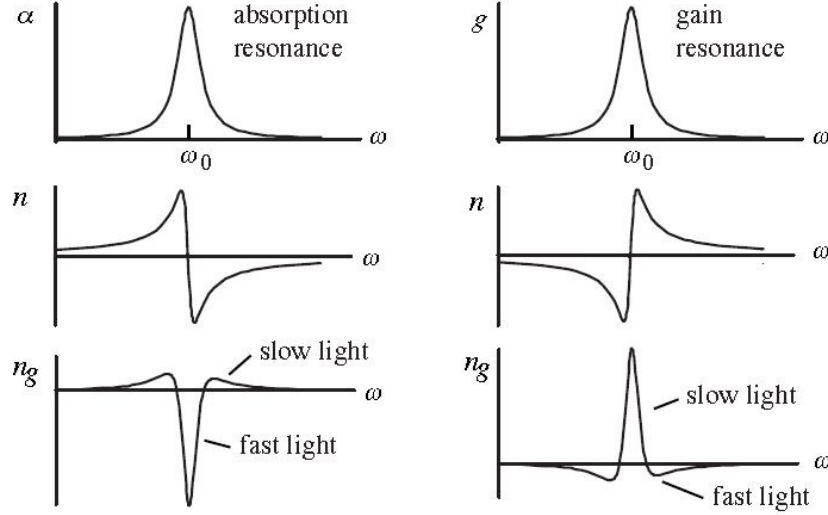 α
absorption
resonance
ω
ω0
n
ω
ng
slow light
ω
fast light
g
gain
resonance
ω
ω0
n
ω
ng
slow light
ω
fast light